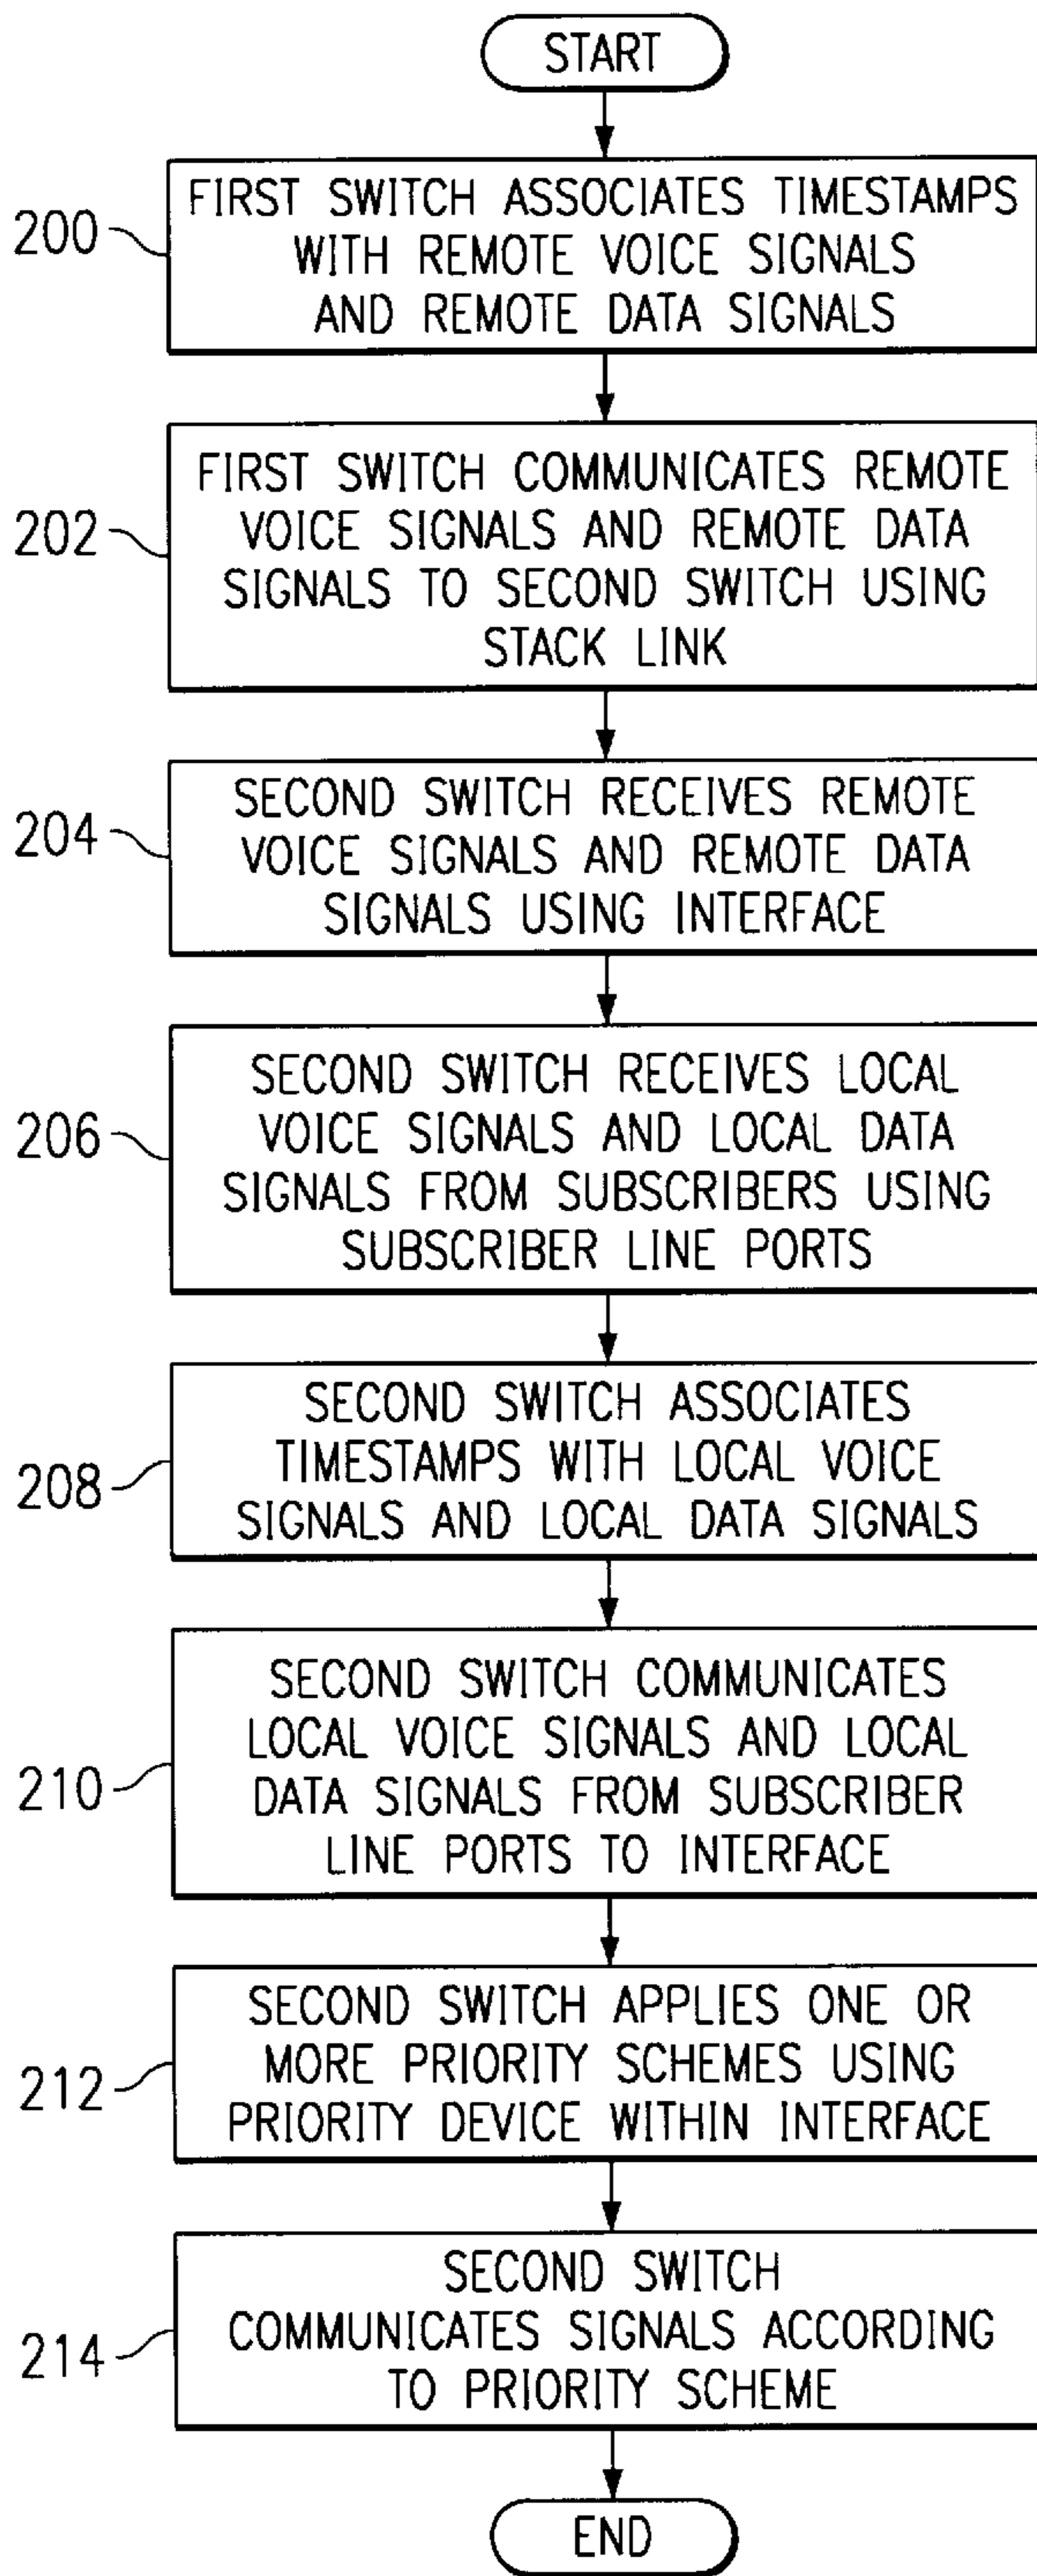 START
200
FIRST SWITCH ASSOCIATES TIMESTAMPS
WITH REMOTE VOICE SIGNALS
AND REMOTE DATA SIGNALS
202
FIRST SWITCH COMMUNICATES REMOTE
VOICE SIGNALS AND REMOTE DATA
SIGNALS TO SECOND SWITCH USING
STACK LINK
204
SECOND SWITCH RECEIVES REMOTE
VOICE SIGNALS AND REMOTE DATA
SIGNALS USING INTERFACE
206
SECOND SWITCH RECEIVES LOCAL
VOICE SIGNALS AND LOCAL DATA
SIGNALS FROM SUBSCRIBERS USING
SUBSCRIBER LINE PORTS
208
SECOND SWITCH ASSOCIATES
TIMESTAMPS WITH LOCAL VOICE
SIGNALS AND LOCAL DATA SIGNALS
210
SECOND SWITCH COMMUNICATES
LOCAL VOICE SIGNALS AND LOCAL
DATA SIGNALS FROM SUBSCRIBER
LINE PORTS TO INTERFACE
212
SECOND SWITCH APPLIES ONE OR
MORE PRIORITY SCHEMES USING
PRIORITY DEVICE WITHIN INTERFACE
214
SECOND SWITCH
COMMUNICATES SIGNALS ACCORDING
TO PRIORITY SCHEME
END